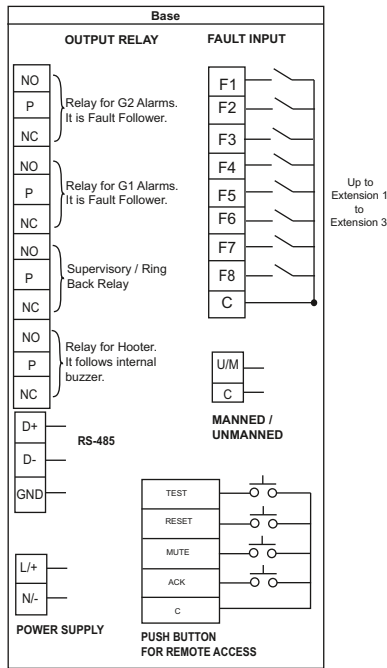 Base
OUTPUT RELAY
NO
P
NC
Relay for G2 Alarms.
It is Fault Follower.
NO
P
NC
Relay for G1 Alarms.
It is Fault Follower.
NO
P
NC
Supervisory / Ring
Back Relay
NO
P
NC
Relay for Hooter.
It follows internal
buzzer.
D+
D-
GND
RS-485
L/+
N/-
POWER SUPPLY
FAULT INPUT
F1
F2
F3
F4
F5
F6
F7
F8
C
Up to
Extension 1
to
Extension 3
U/M
C
MANNED /
UNMANNED
TEST
RESET
MUTE
ACK
C
PUSH BUTTON
FOR REMOTE ACCESS